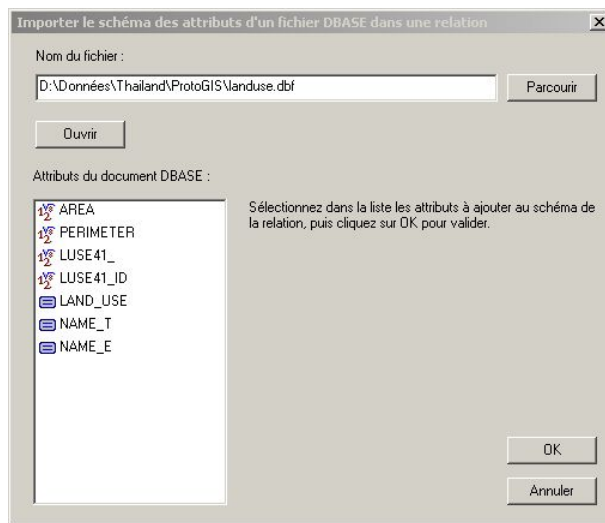 Importer le schéma des attributs d'un fichier DBASE dans une relation
Nom du fichier :
D:\Données\Thailand\ProtoGIS\landuse.dbf
Parcourir
Ouvrir
Attributs du document DBASE :
AREA
PERIMETER
LUSE41_
LUSE41_ID
LAND_USE
NAME_T
NAME_E
Sélectionnez dans la liste les attributs à ajouter au schéma de
la relation, puis cliquez sur OK pour valider.
OK
Annuler